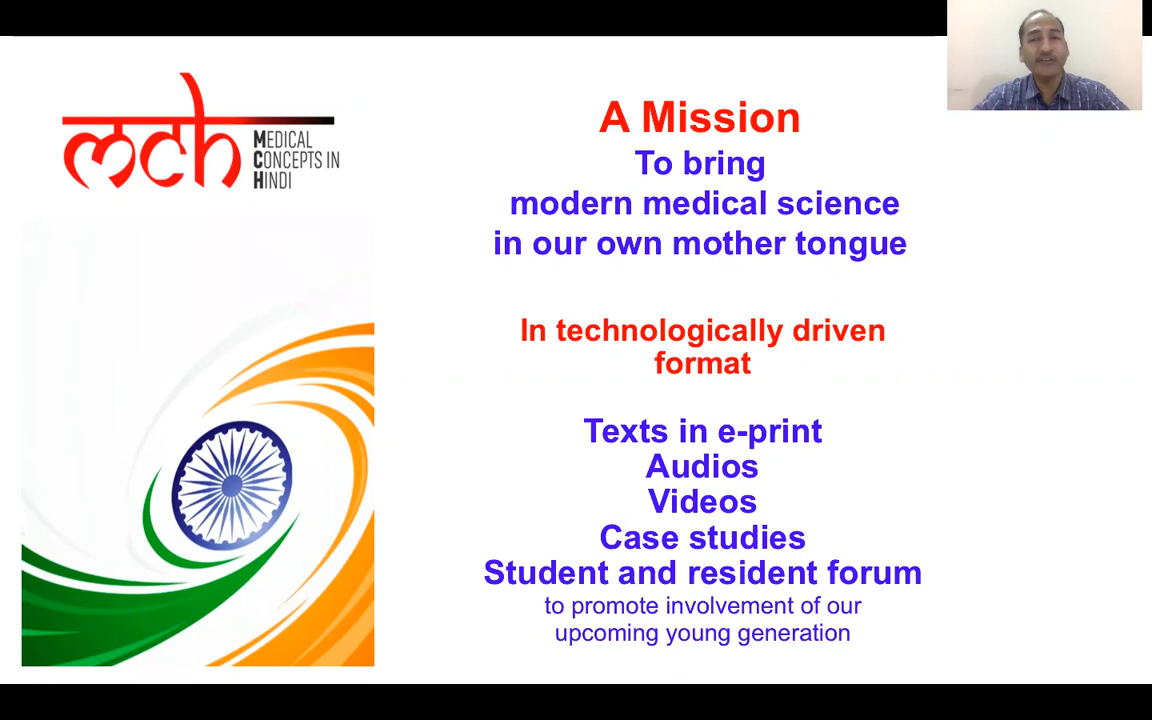 mch
MEDICAL
CONCEPTS IN
HINDI
A Mission
To bring
modern medical science
in our own mother tongue
In technologically driven
format
Texts in e-print
Audios
Videos
Case studies
Student and resident forum
to promote involvement of our
upcoming young generation